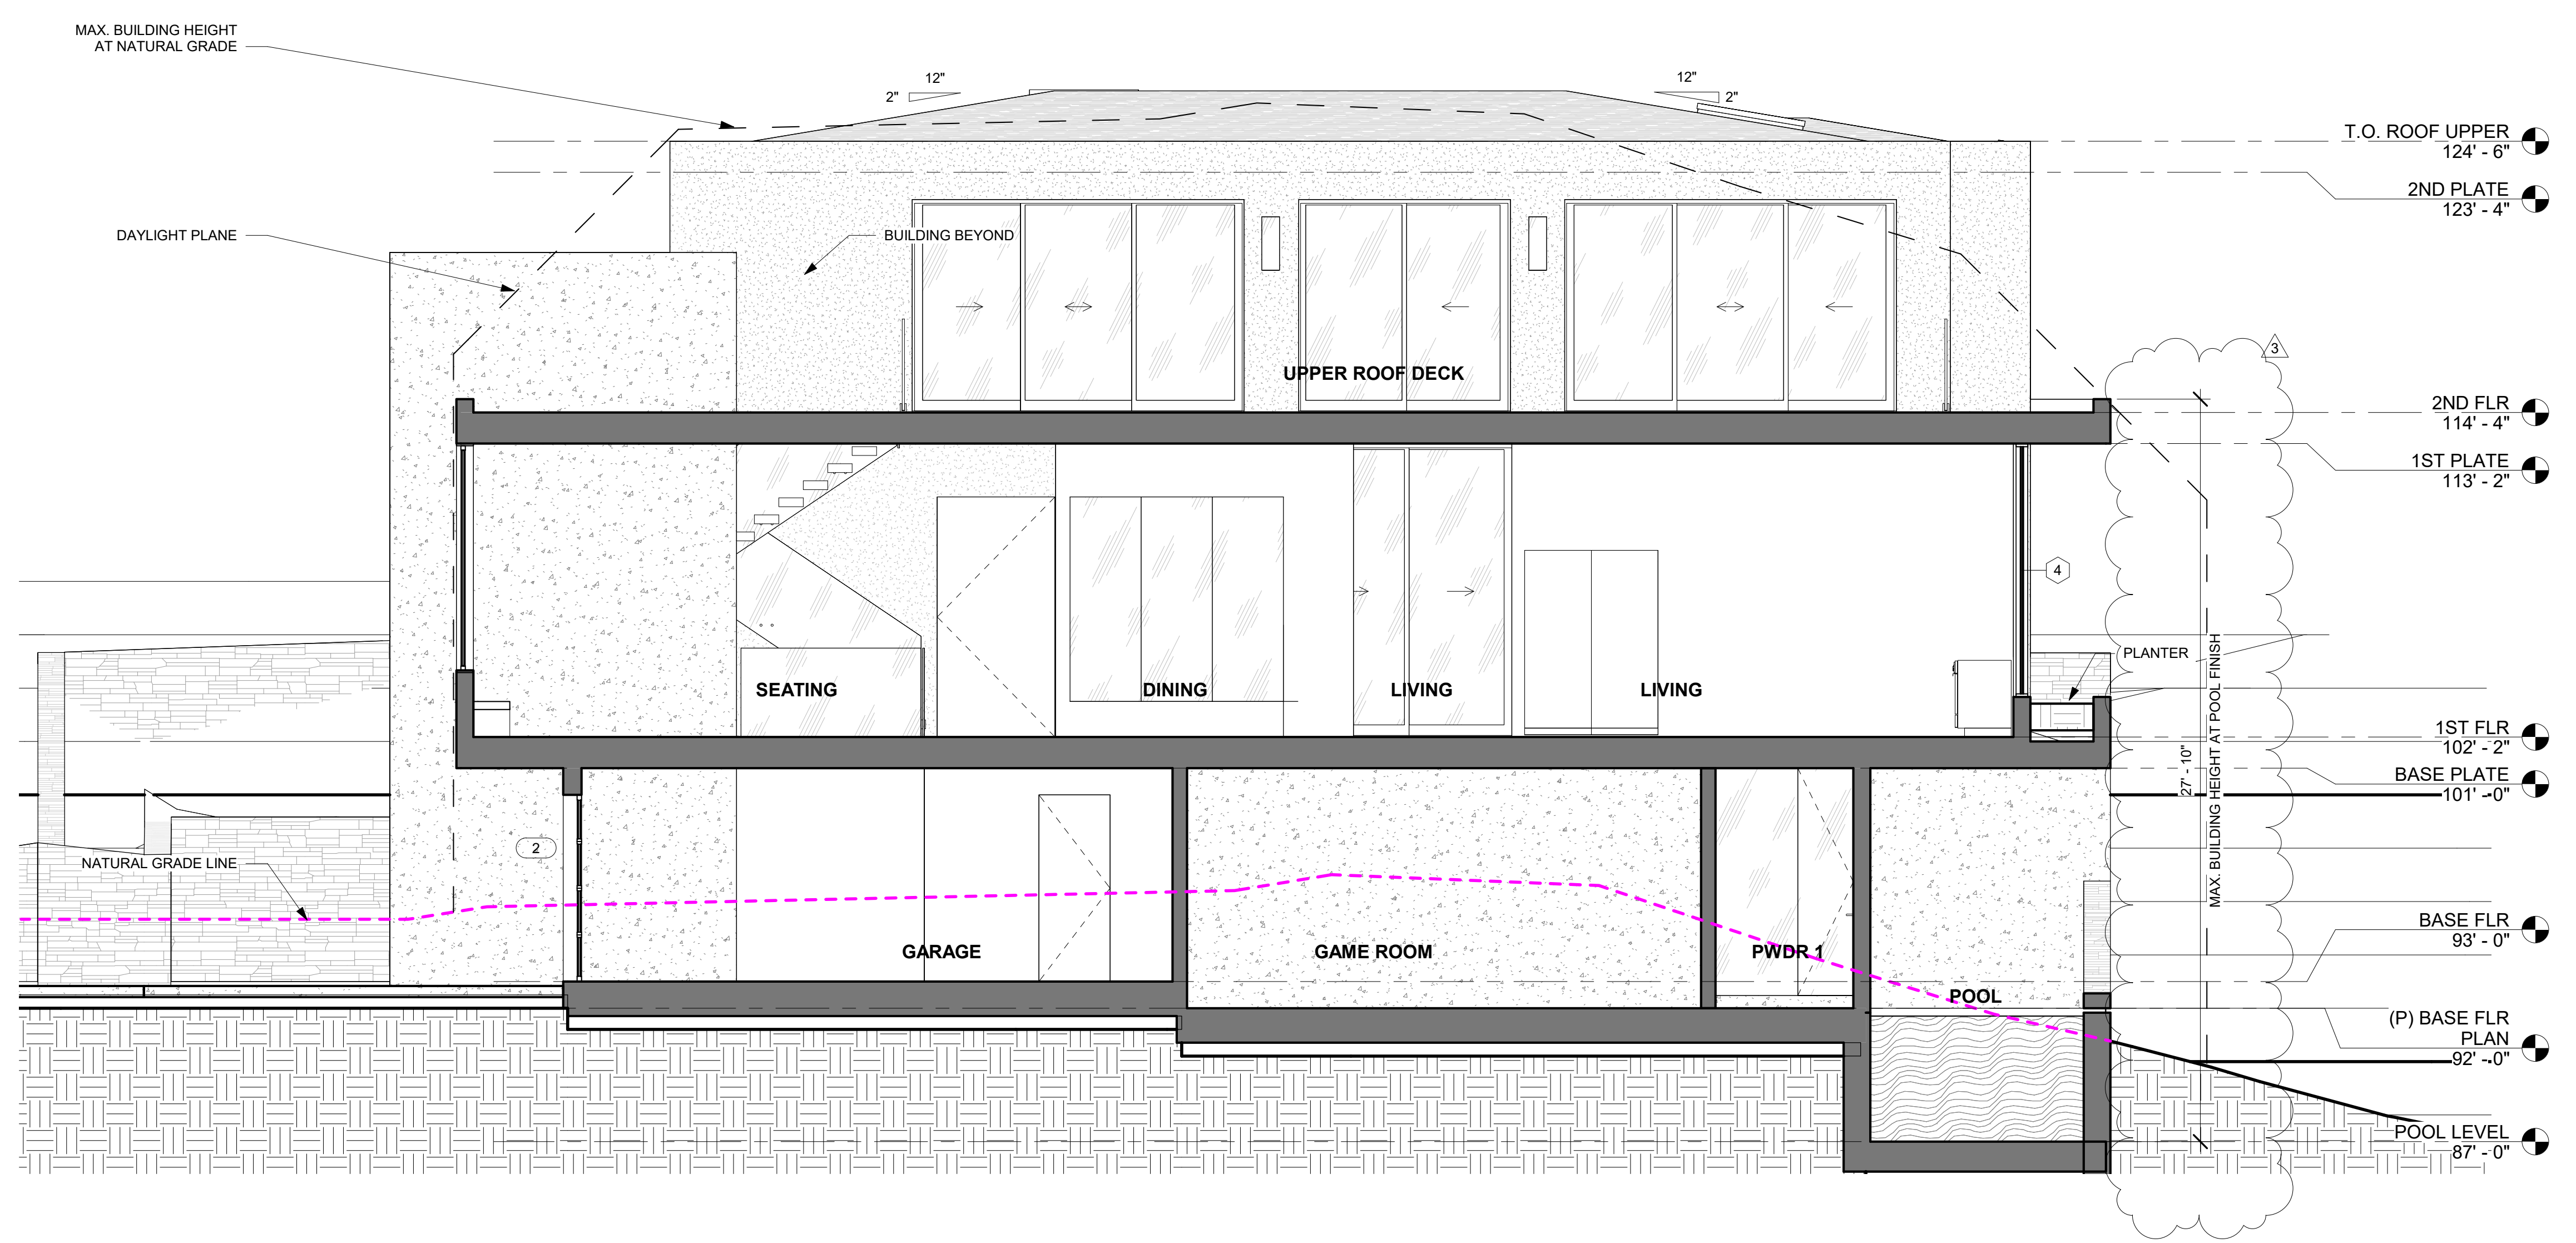 MAX. BUILDING HEIGHT
AT NATURAL GRADE
12"
2"
12"
2"
T.O. ROOF UPPER
124' - 6"
2ND PLATE
123' - 4"
DAYLIGHT PLANE
BUILDING BEYOND
3
UPPER ROOF DECK
2ND FLR
114' - 4"
1ST PLATE
113' - 2"
4
PLANTER
SEATING
DINING
LIVING
LIVING
1ST FLR
102' - 2"
BASE PLATE
101' - 0"
27' - 10"
MAX. BUILDING HEIGHT AT POOL FINISH
2
NATURAL GRADE LINE
GARAGE
GAME ROOM
PWDR 1
POOL
BASE FLR
93' - 0"
(P) BASE FLR
PLAN
92' - 0"
POOL LEVEL
87' - 0"